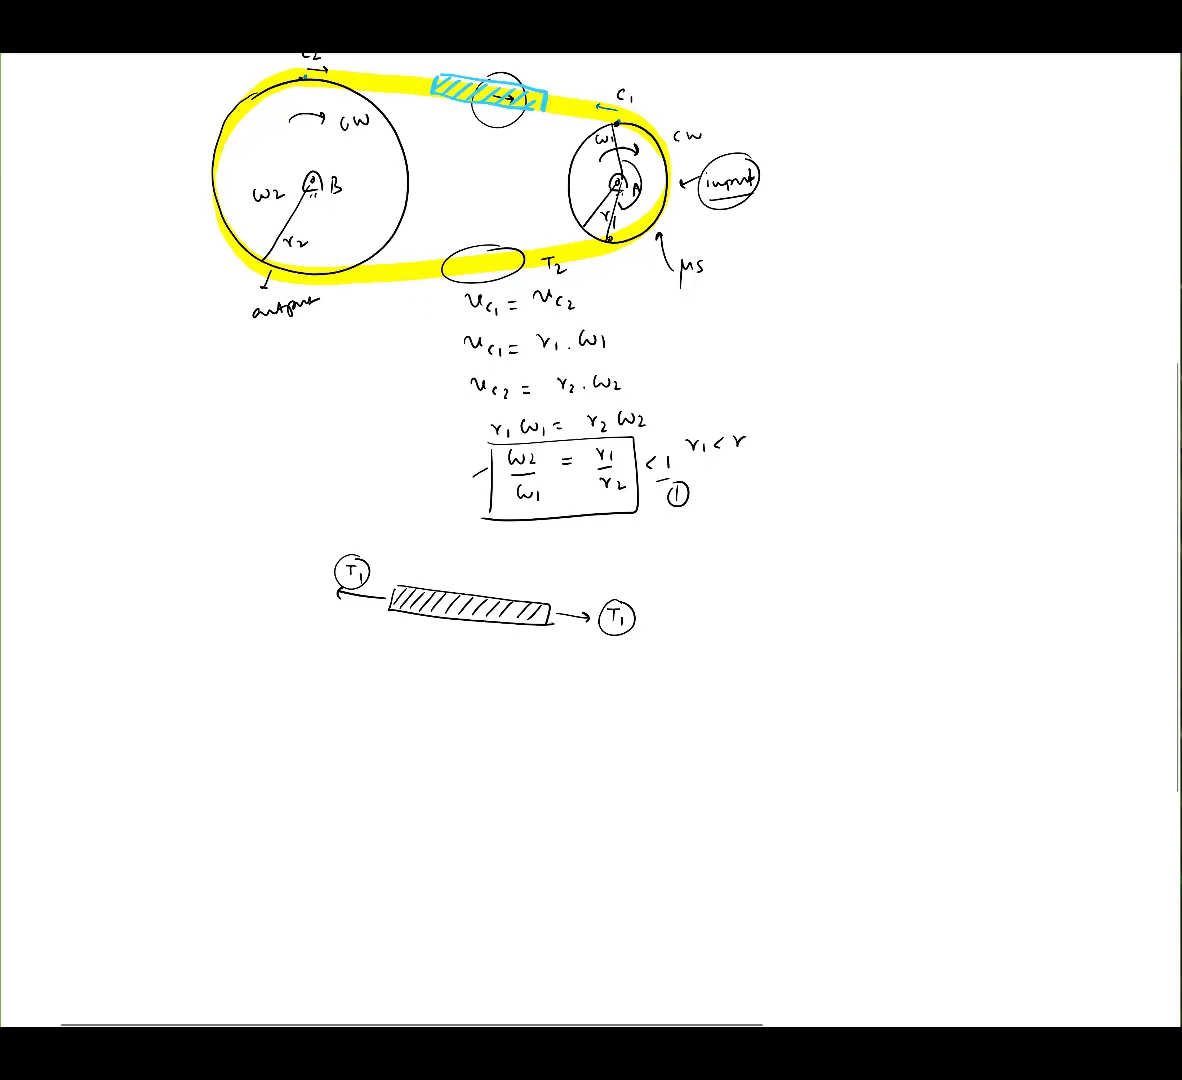 C2
C1
CW
CW
ω1
input
B
A
ω2
r1
r2
μs
T2
output
vC1 = vC2
vC1 = r1 . ω1
vC2 = r2 . ω2
r1 ω1 = r2 ω2
ω2/ω1 = r1/r2 < 1 r1 < r
1
T1
T1